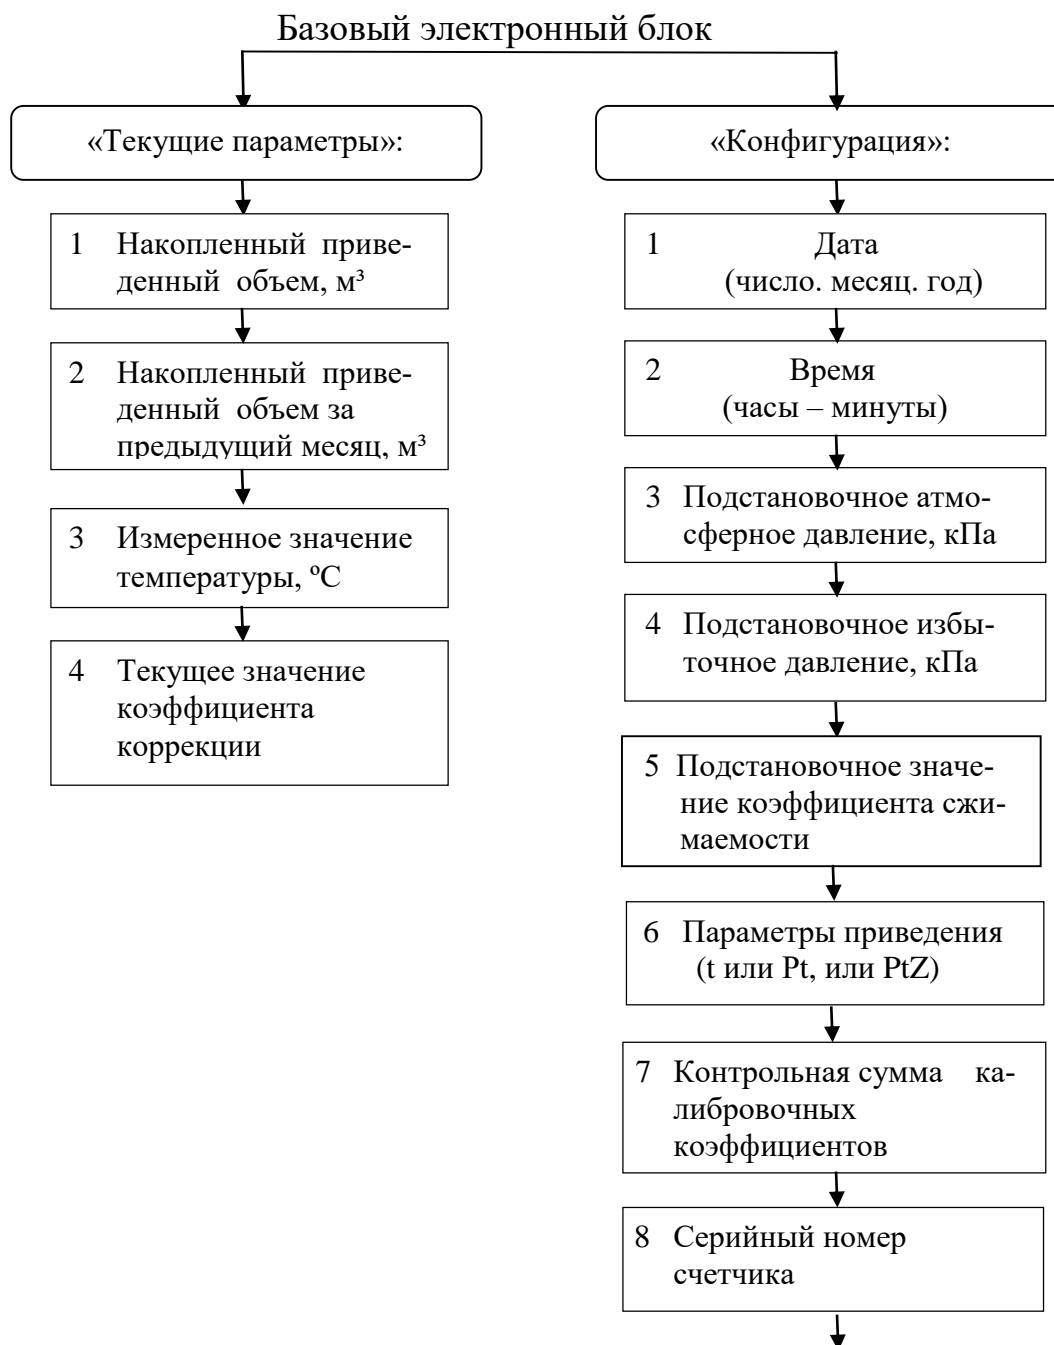 Базовый электронный блок
«Текущие параметры»:
1 Накопленный приве-
денный объем, м³
2 Накопленный приве-
денный объем за
предыдущий месяц, м³
3 Измеренное значение
температуры, ºС
4 Текущее значение
коэффициента
коррекции
«Конфигурация»:
1 Дата
(число. месяц. год)
2 Время
(часы – минуты)
3 Подстановочное атмо-
сферное давление, кПа
4 Подстановочное избы-
точное давление, кПа
5 Подстановочное значе-
ние коэффициента сжи-
маемости
6 Параметры приведения
(t или Pt, или PtZ)
7 Контрольная сумма ка-
либровочных
коэффициентов
8 Серийный номер
счетчика